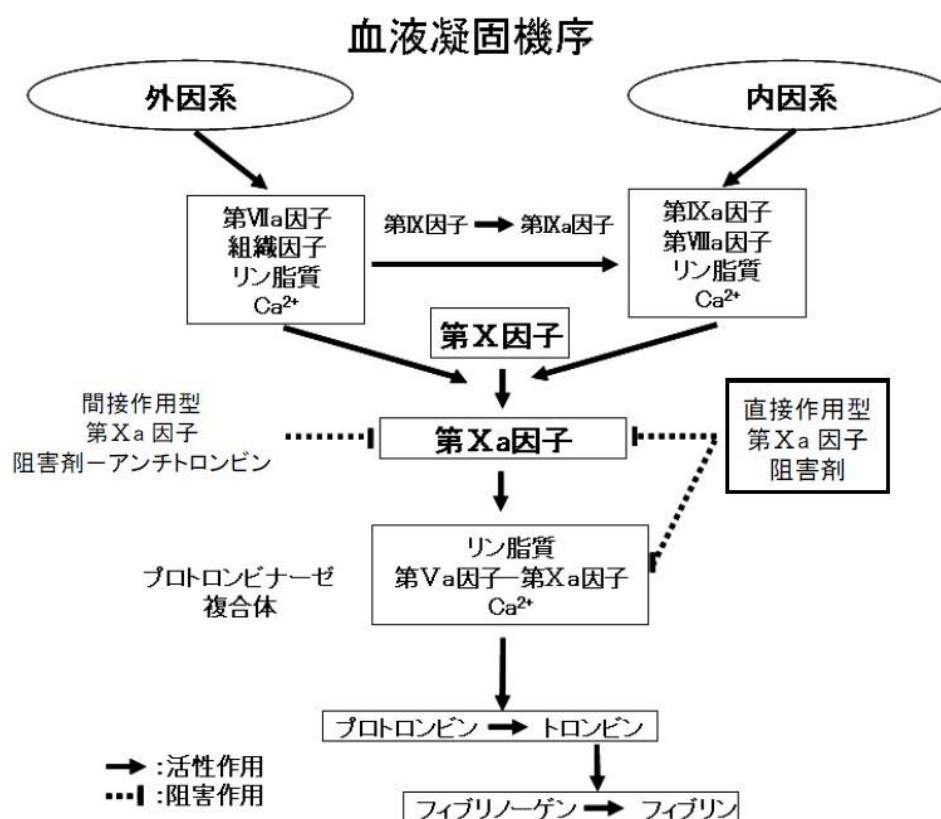 血液凝固機序
外因系
内因系
第Ⅶa因子
組織因子
リン脂質
Ca²⁺
第Ⅸ因子 → 第Ⅸa因子
第Ⅸa因子
第Ⅷa因子
リン脂質
Ca²⁺
第Ⅹ因子
間接作用型
第Ⅹa因子
阻害剤－アンチトロンビン
第Ⅹa因子
直接作用型
第Ⅹa因子
阻害剤
プロトロンビナーゼ
複合体
リン脂質
第Ⅴa因子－第Ⅹa因子
Ca²⁺
プロトロンビン → トロンビン
フィブリノーゲン → フィブリン
:活性作用
:阻害作用